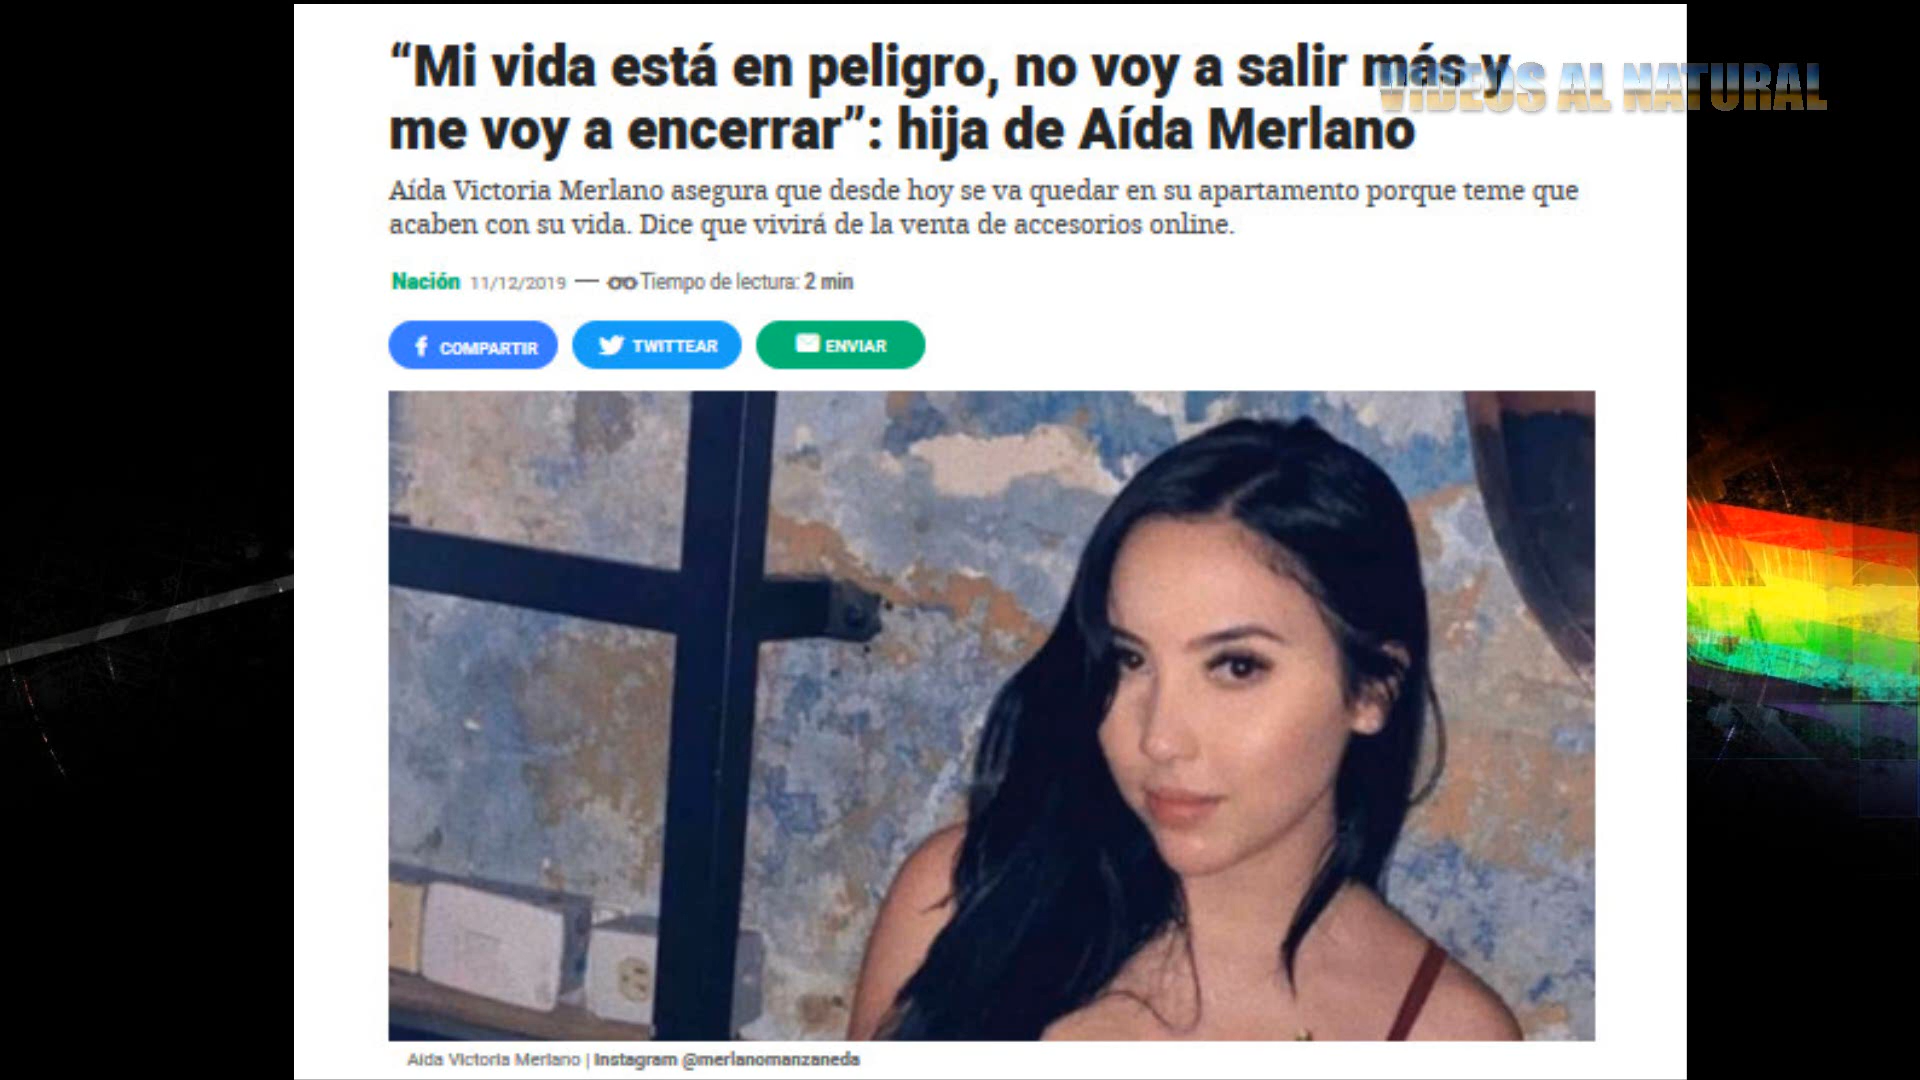 “Mi vida está en peligro, no voy a salir más y
VIDEOS AL NATURAL
me voy a encerrar”: hija de Aída Merlano
Aída Victoria Merlano asegura que desde hoy se va quedar en su apartamento porque teme que
acaben con su vida. Dice que vivirá de la venta de accesorios online.
Nación 11/12/2019 — Tiempo de lectura: 2 min
COMPARTIR TWITTEAR ENVIAR
Aída Victoria Merlano | Instagram @merlanomanzaneda